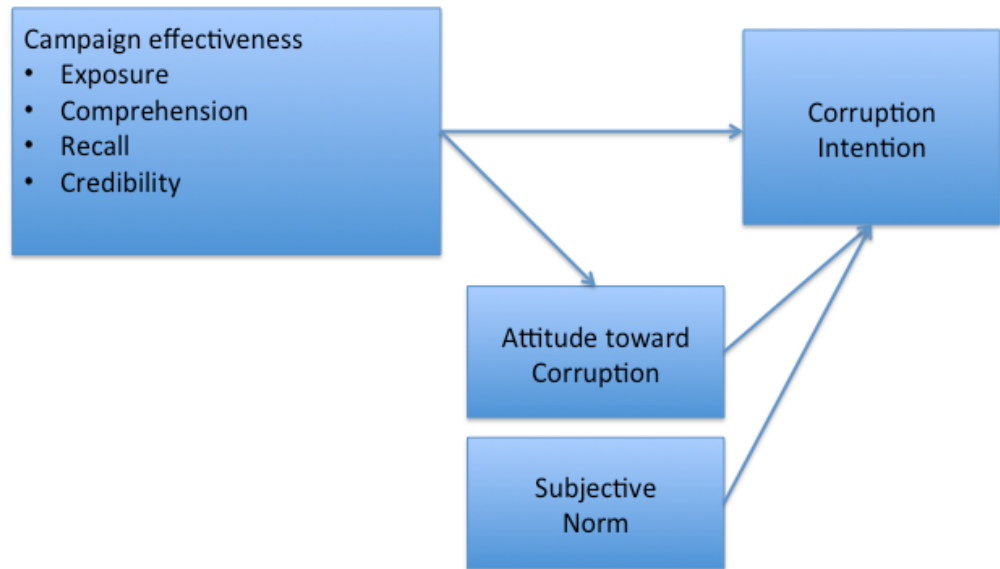 Campaign effectiveness
• Exposure
• Comprehension
• Recall
• Credibility
Corruption
Intention
Attitude toward
Corruption
Subjective
Norm